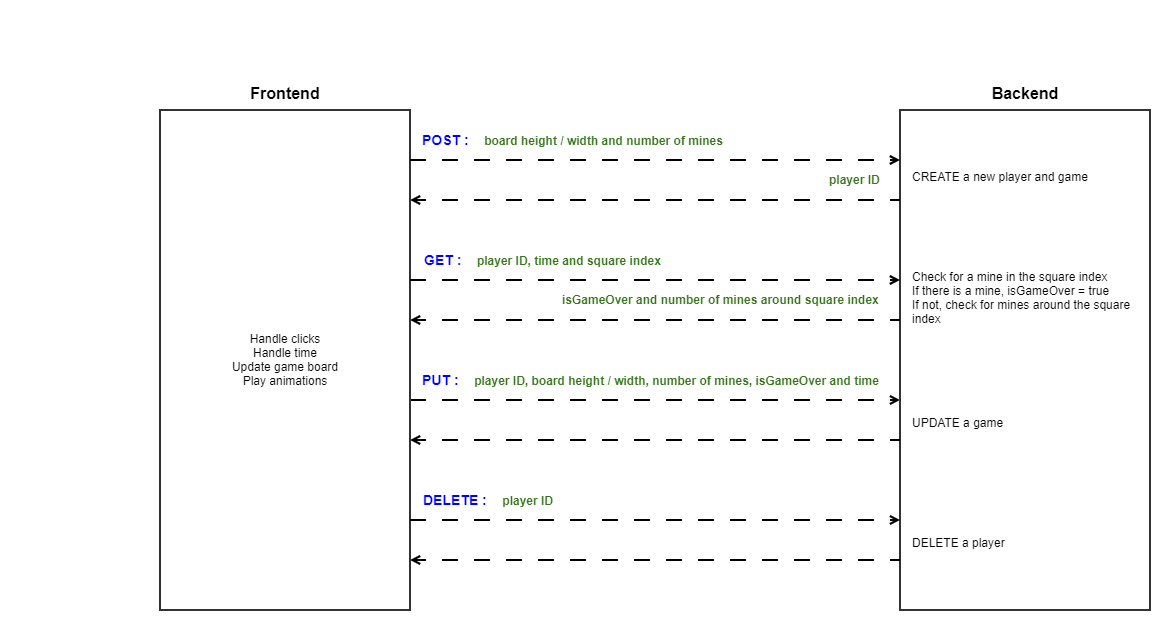 Frontend
Backend
POST : board height / width and number of mines
player ID
CREATE a new player and game
GET : player ID, time and square index
isGameOver and number of mines around square index
Check for a mine in the square index
If there is a mine, isGameOver = true
If not, check for mines around the square
index
Handle clicks
Handle time
Update game board
Play animations
PUT : player ID, board height / width, number of mines, isGameOver and time
UPDATE a game
DELETE : player ID
DELETE a player